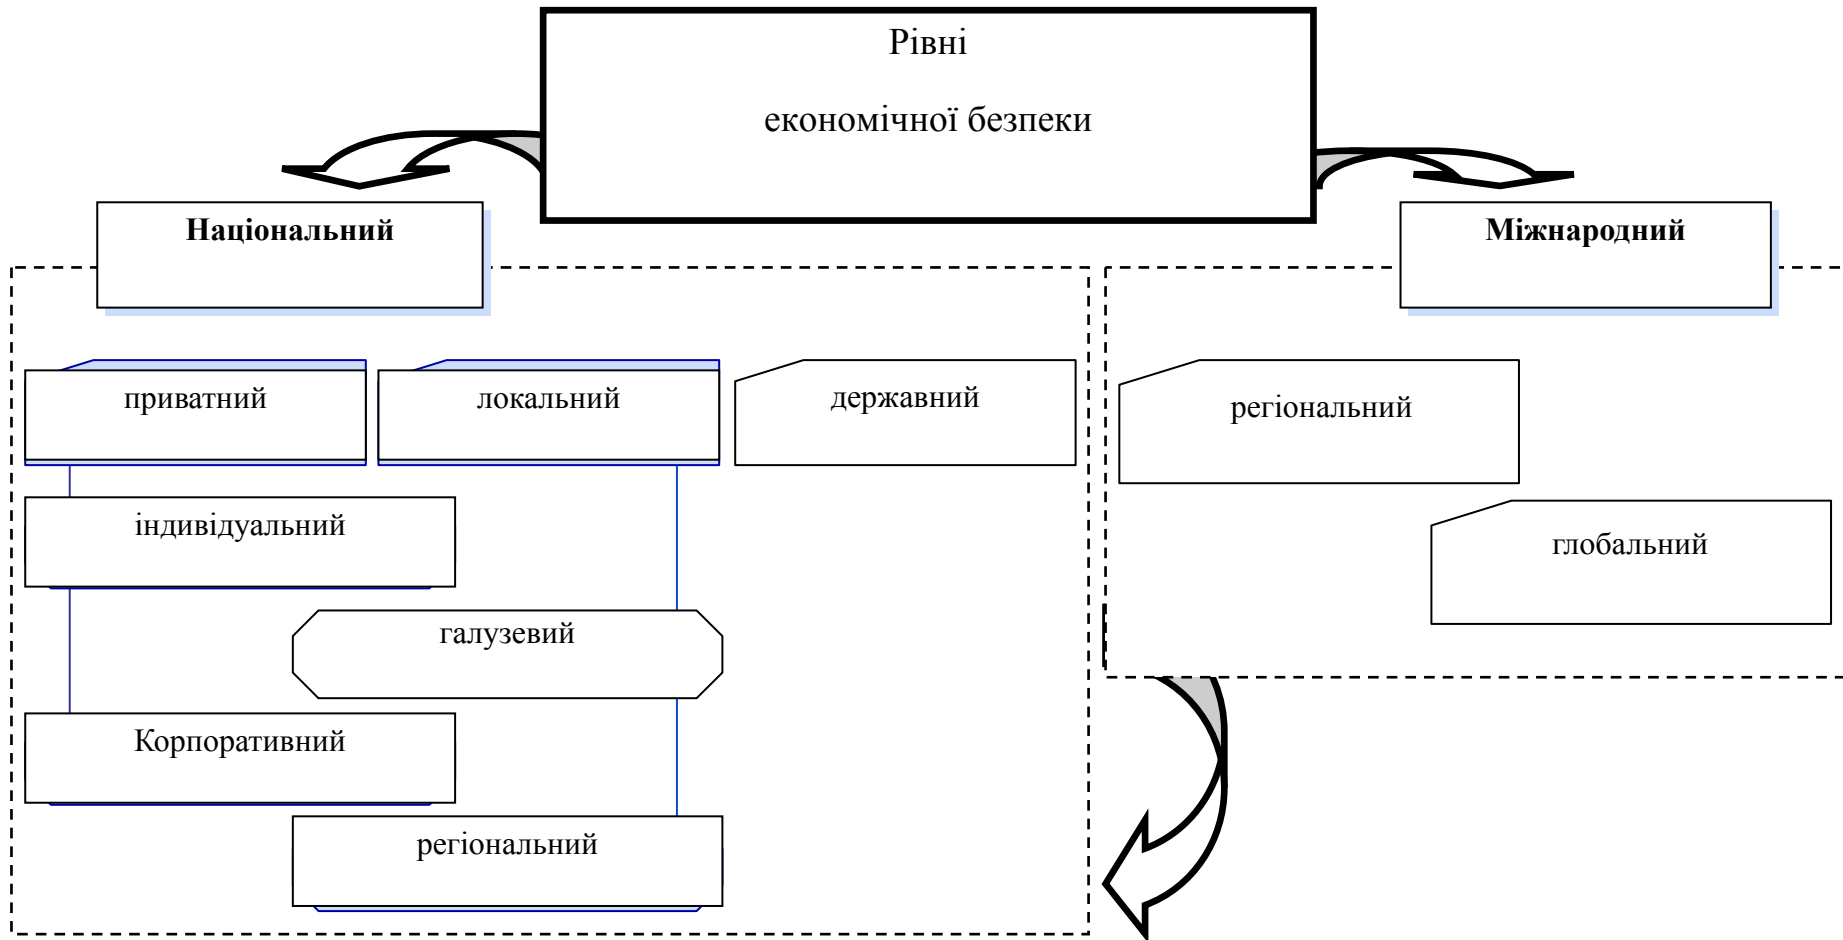 Рівні
економічної безпеки
Національний
Міжнародний
приватний
локальний
державний
регіональний
індивідуальний
глобальний
галузевий
Корпоративний
регіональний